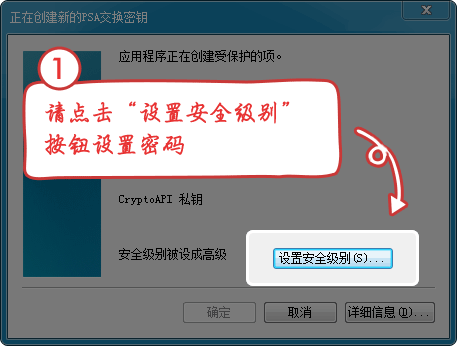 正在创建新的PSA交换密钥
应用程序正在创建受保护的项。
1
请点击“设置安全级别”
按钮设置密码
CryptoAPI 私钥
安全级别被设成高级
设置安全级别(S)...
确定
取消
详细信息(D)...